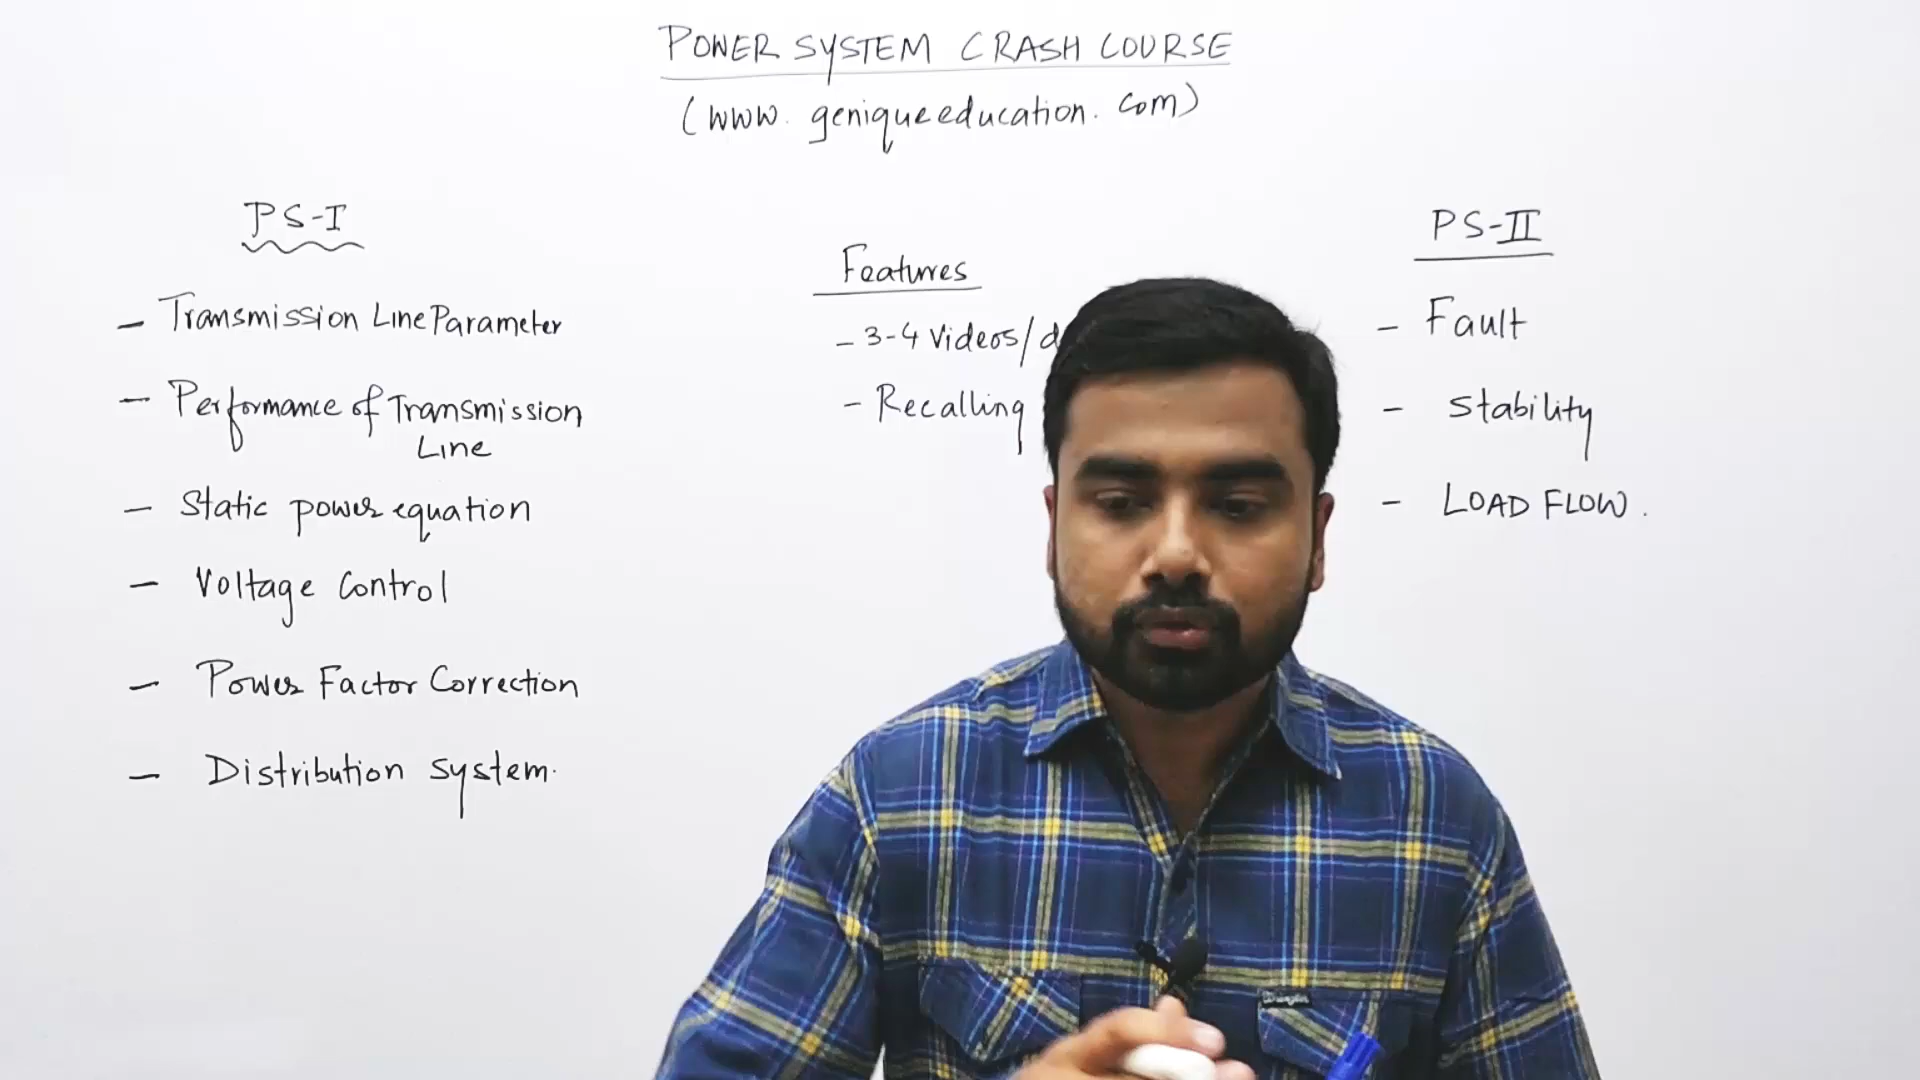 POWER SYSTEM CRASH COURSE
(www.geniqueeducation.com)
PS-I
- Transmission Line Parameter
- Performance of Transmission
Line
- Static power equation
- Voltage Control
- Power Factor Correction
- Distribution system.
Features
- 3-4 Videos/d
- Recalling
PS-II
- Fault
- Stability
- LOAD FLOW.
Wrangler